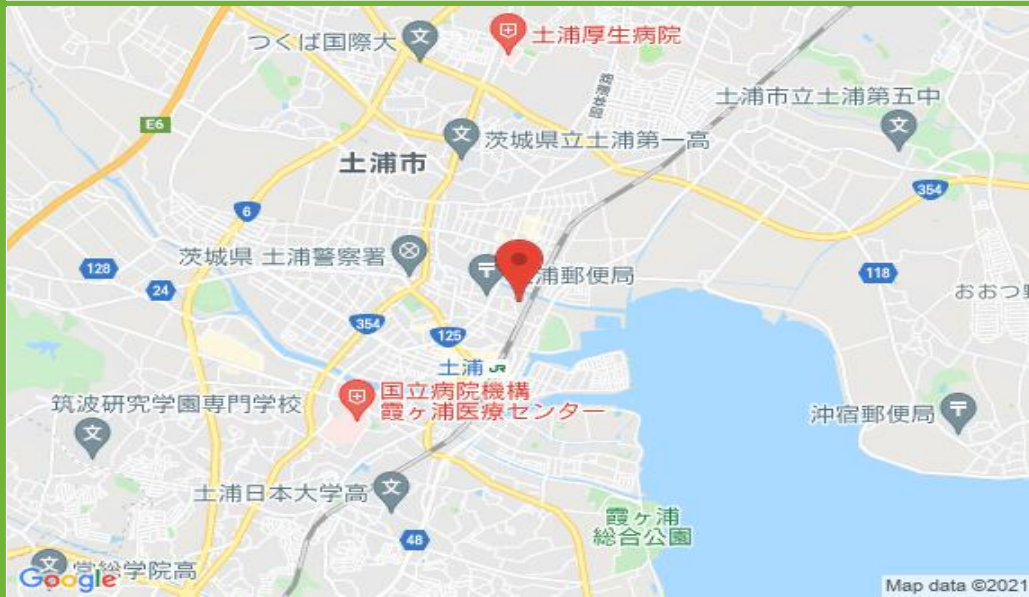 つくば国際大
土浦厚生病院
土浦市立土浦第五中
E6
茨城県立土浦第一高
土浦市
354
6
茨城県 土浦警察署
浦郵便局
128
118
24
おおつ野
354
125
土浦 JR
国立病院機構
霞ヶ浦医療センター
筑波研究学園専門学校
沖宿郵便局
土浦日本大学高
霞ヶ浦
総合公園
48
常総学院高
Google
Map data ©2021